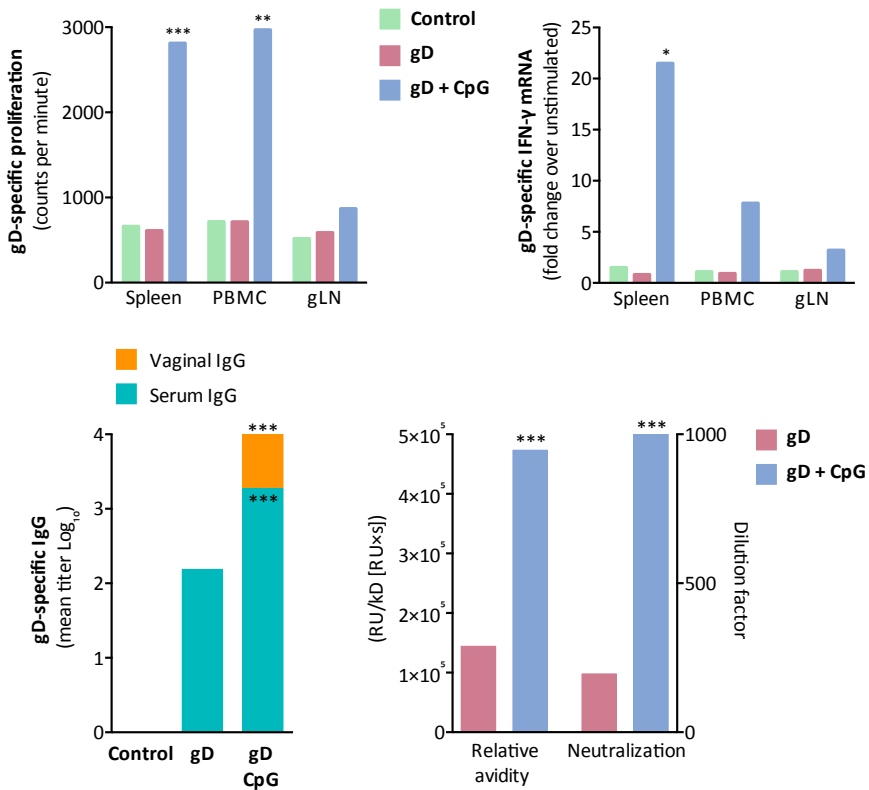 gD-specific proliferation
(counts per minute)
3000
2000
1000
0
***
**
Spleen
PBMC
gLN
Control
gD
gD + CpG
gD-specific IFN-γ mRNA
(fold change over unstimulated)
25
20
15
10
5
0
*
Spleen
PBMC
gLN
Vaginal IgG
Serum IgG
gD-specific IgG
(mean titer Log₁₀)
4
3
2
1
0
***
***
Control
gD
gD
CpG
(RU/kD [RU×s])
5×10⁵
4×10⁵
3×10⁵
2×10⁵
1×10⁵
0
***
***
Relative
avidity
Neutralization
1000
500
0
Dilution factor
gD
gD + CpG